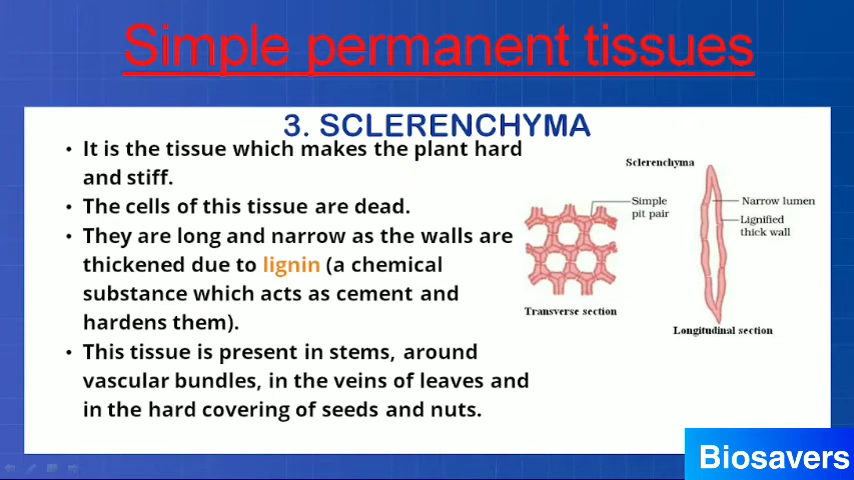 Simple permanent tissues
3. SCLERENCHYMA
• It is the tissue which makes the plant hard
and stiff.
• The cells of this tissue are dead.
• They are long and narrow as the walls are
thickened due to lignin (a chemical
substance which acts as cement and
hardens them).
• This tissue is present in stems, around
vascular bundles, in the veins of leaves and
in the hard covering of seeds and nuts.
Sclerenchyma
Simple
pit pair
Narrow lumen
Lignified
thick wall
Transverse section
Longitudinal section
Biosavers